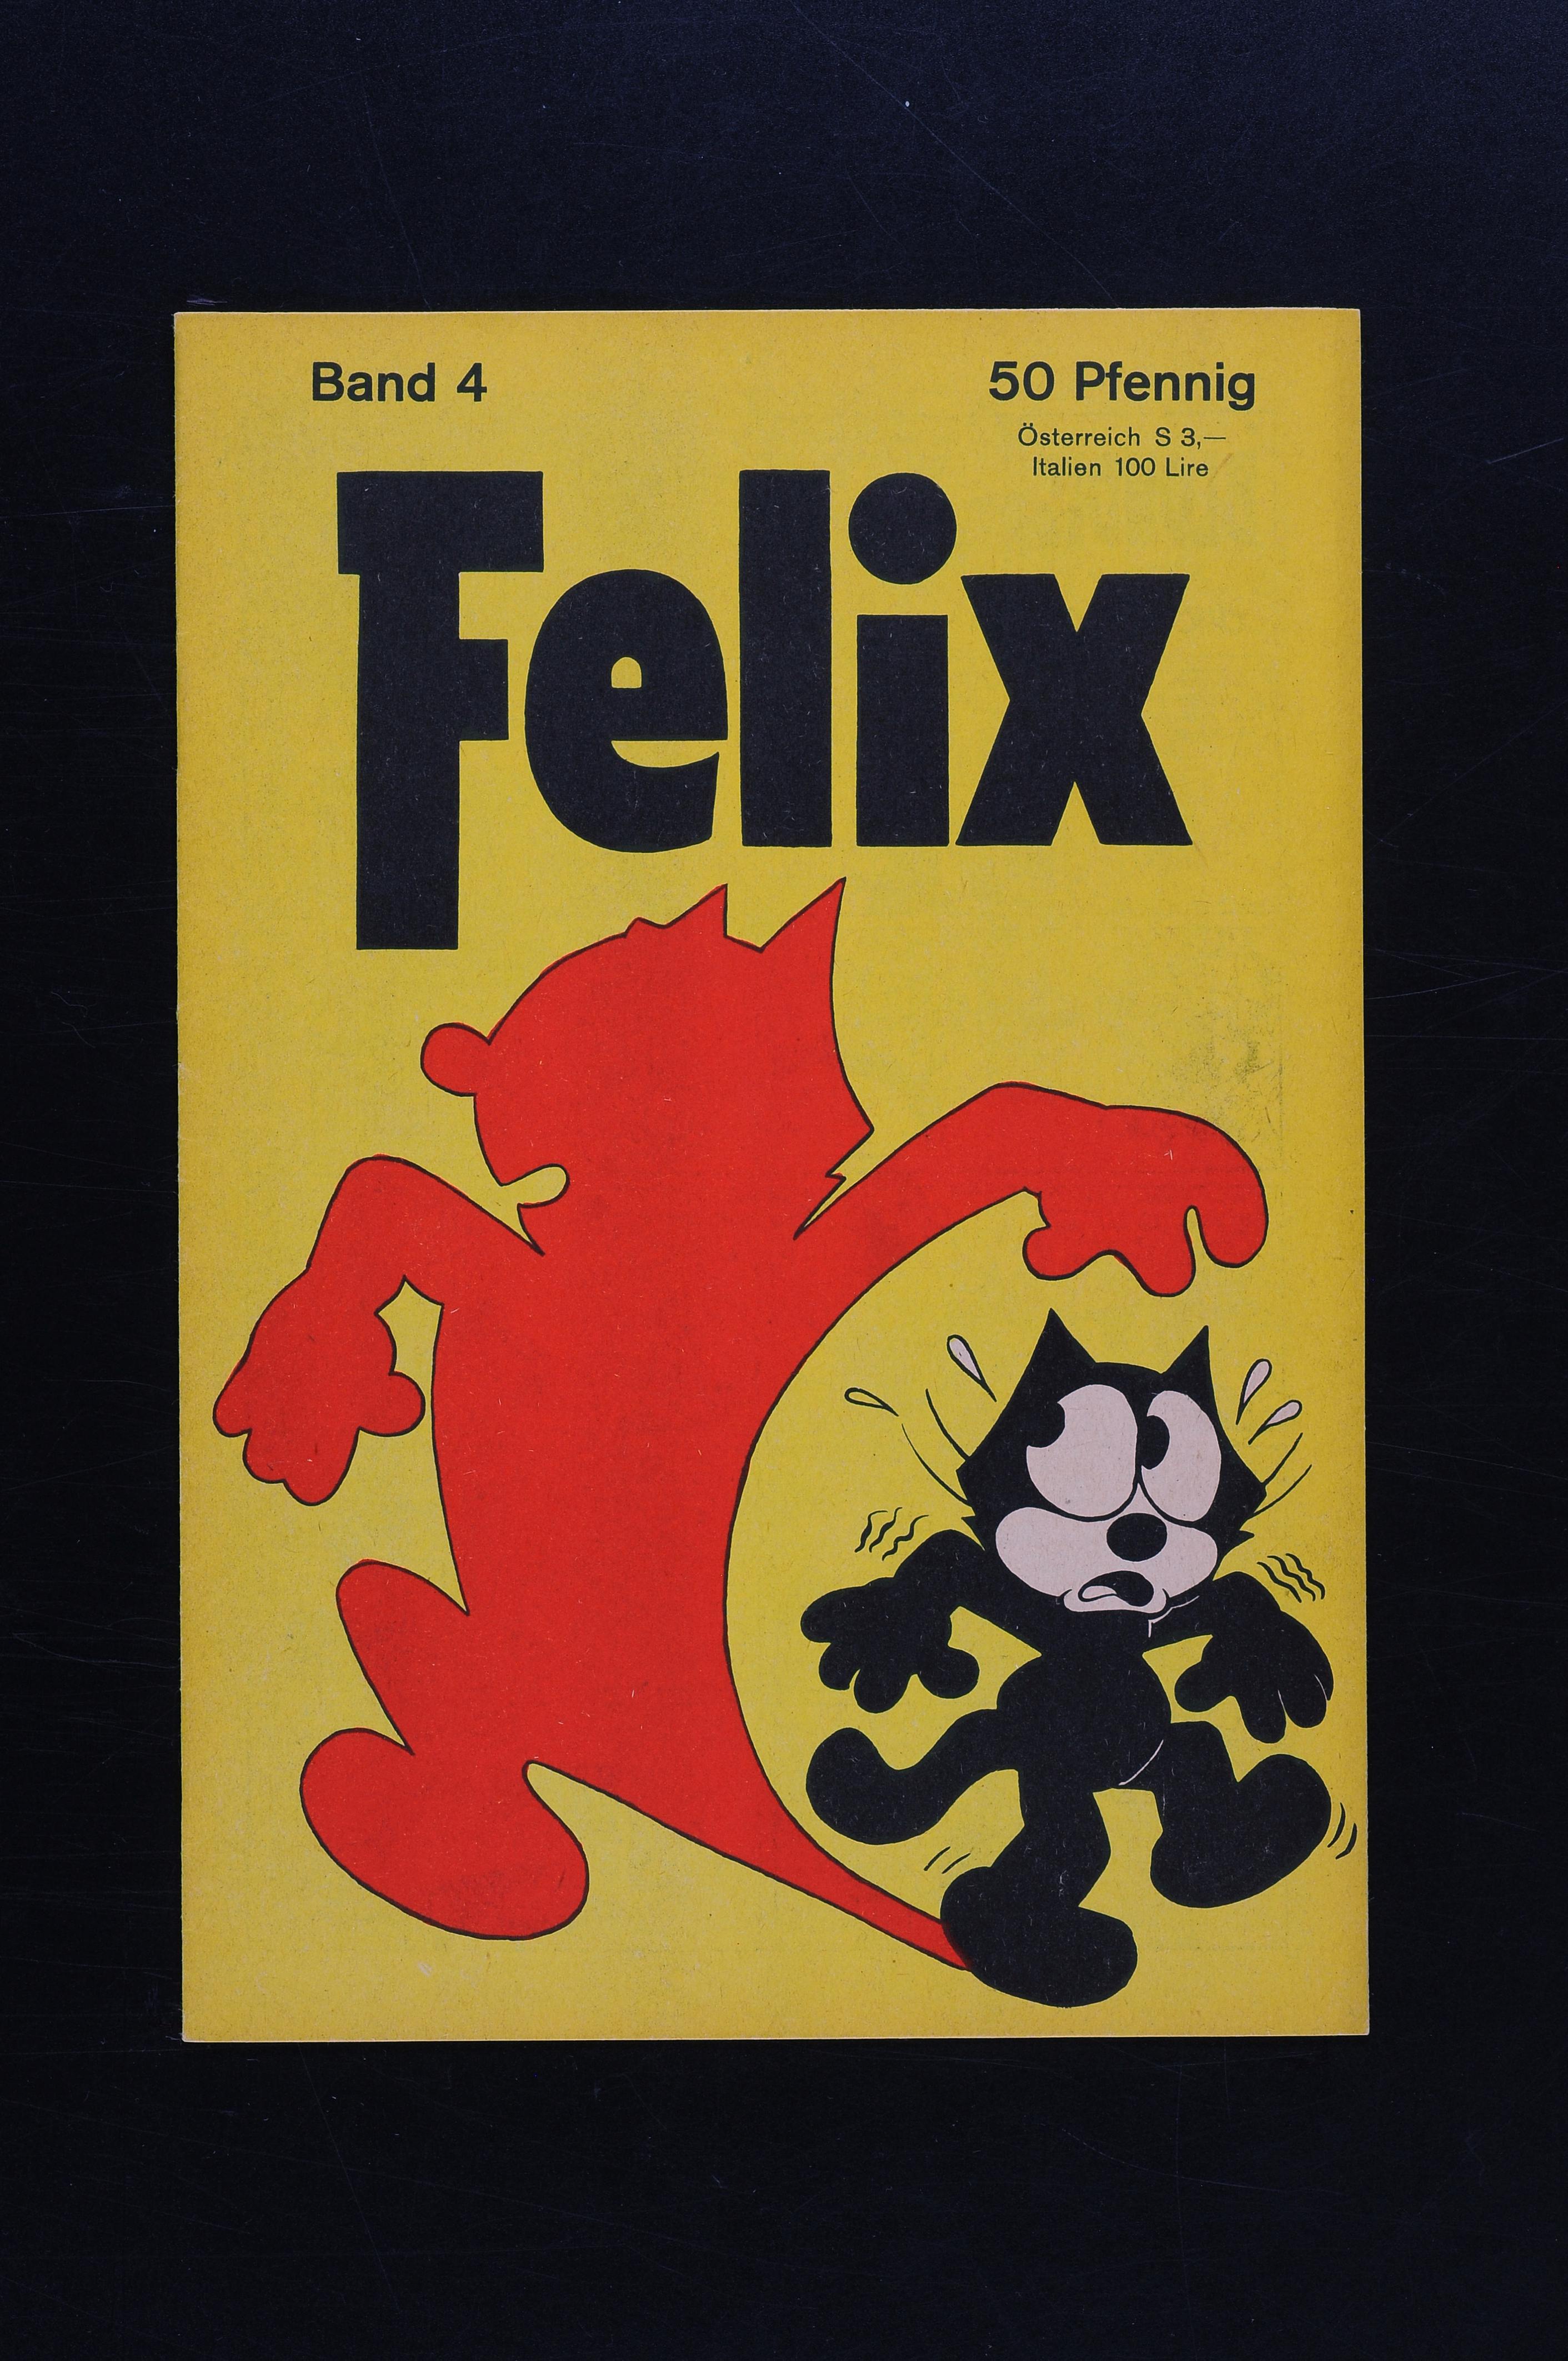 Band 4
50 Pfennig
Österreich S 3,—
Italien 100 Lire
Felix